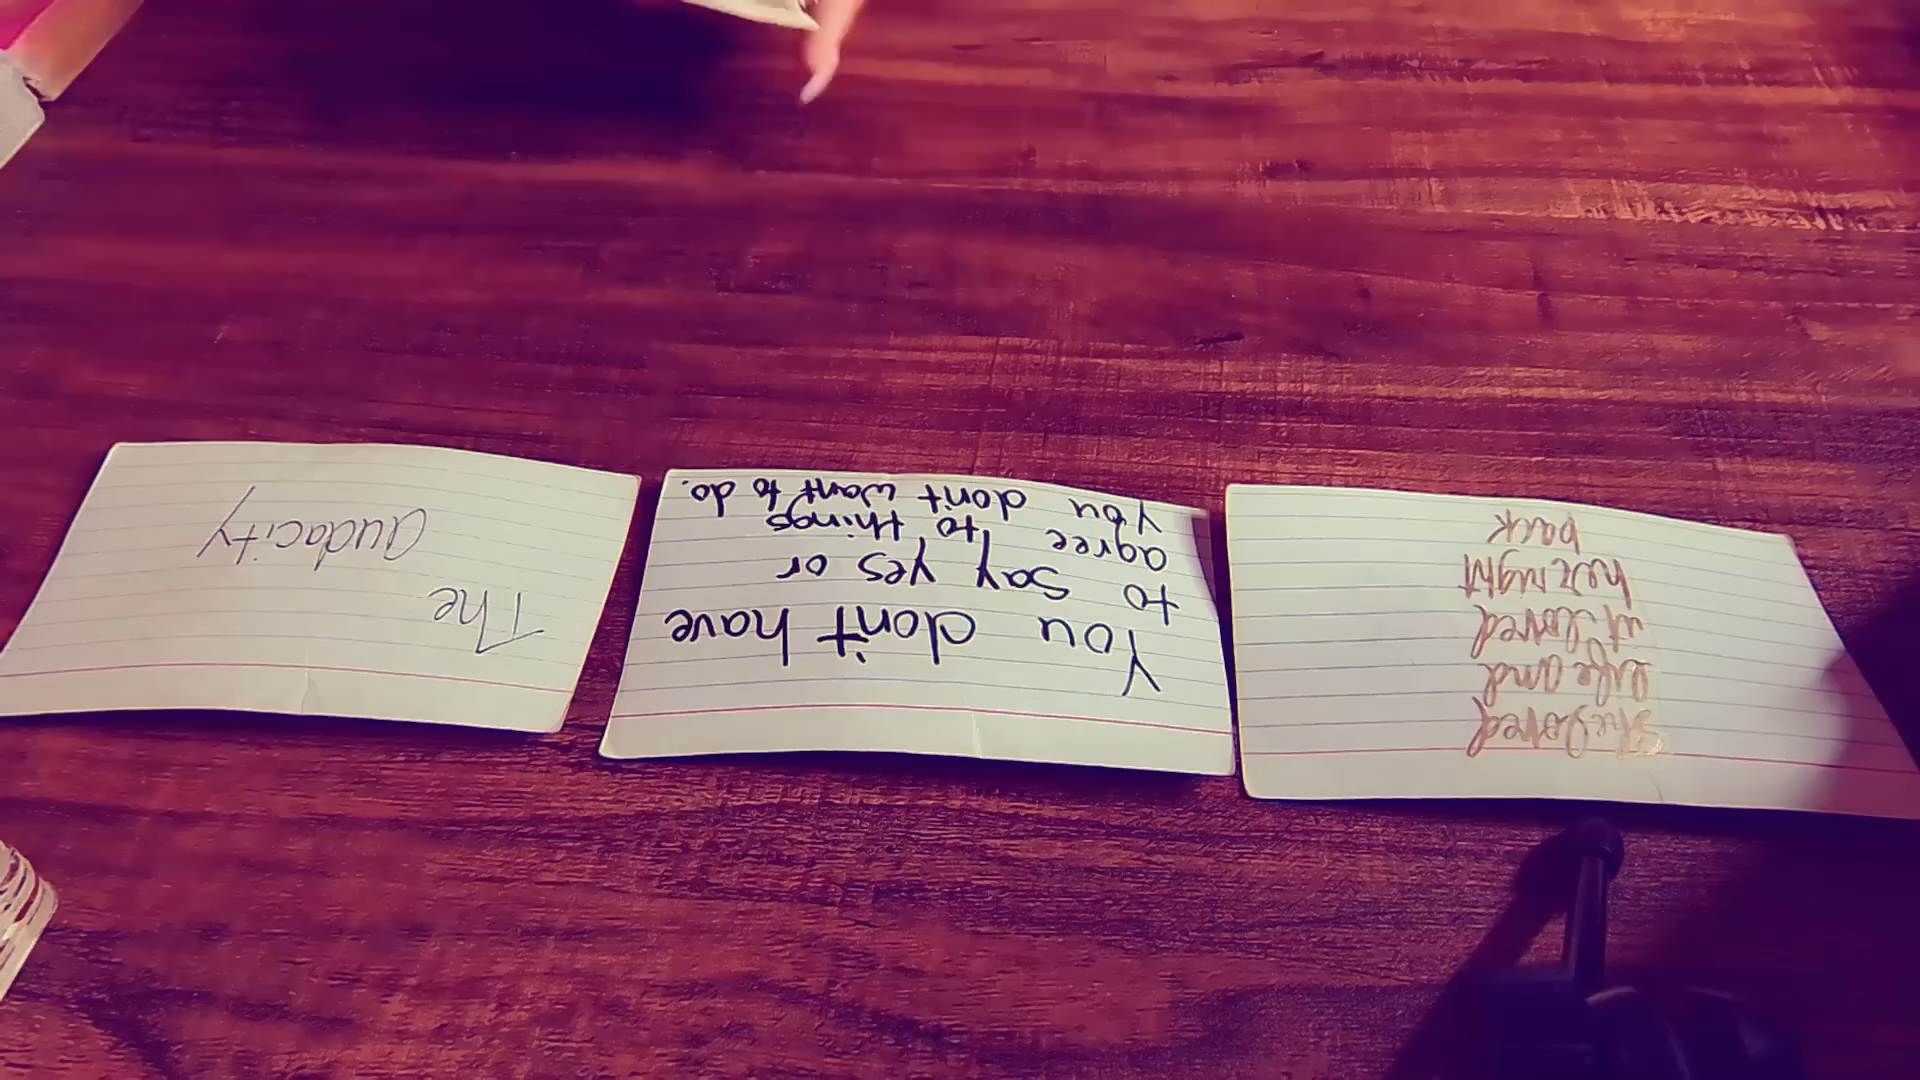 She loved
life and
it loved
her right
back
You don't have
to say yes or
agree to things
you don't want to do.
The
audacity